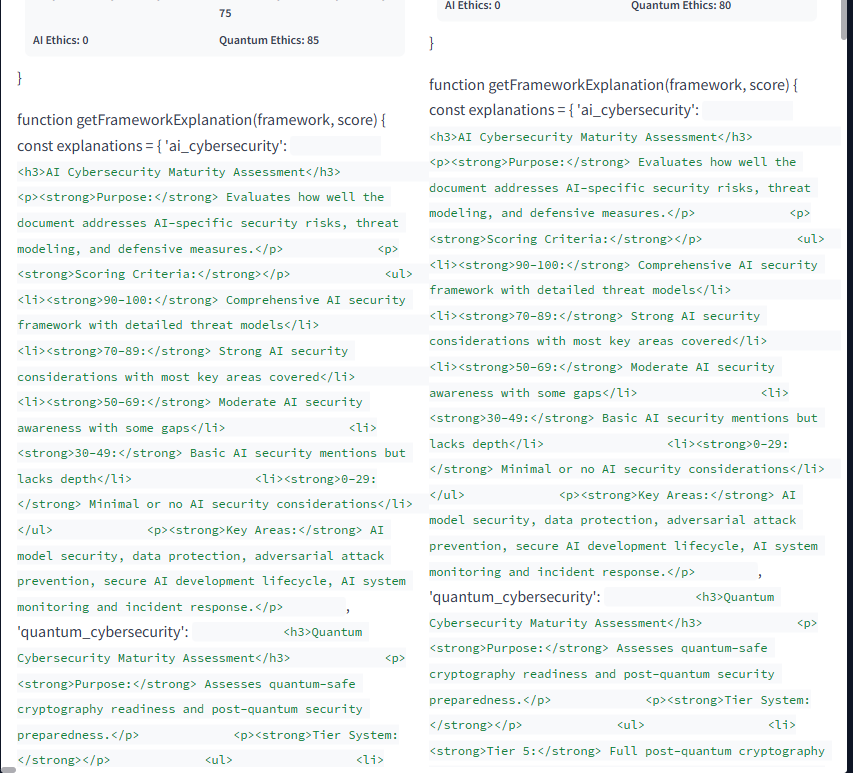 75
AI Ethics: 0 Quantum Ethics: 85
}
function getFrameworkExplanation(framework, score) {
const explanations = { 'ai_cybersecurity':
<h3>AI Cybersecurity Maturity Assessment</h3>
<p><strong>Purpose:</strong> Evaluates how well the
document addresses AI-specific security risks, threat
modeling, and defensive measures.</p> <p>
<strong>Scoring Criteria:</strong></p> <ul>
<li><strong>90-100:</strong> Comprehensive AI security
framework with detailed threat models</li>
<li><strong>70-89:</strong> Strong AI security
considerations with most key areas covered</li>
<li><strong>50-69:</strong> Moderate AI security
awareness with some gaps</li> <li>
<strong>30-49:</strong> Basic AI security mentions but
lacks depth</li> <li><strong>0-29:
</strong> Minimal or no AI security considerations</li>
</ul> <p><strong>Key Areas:</strong> AI
model security, data protection, adversarial attack
prevention, secure AI development lifecycle, AI system
monitoring and incident response.</p> ,
'quantum_cybersecurity': <h3>Quantum
Cybersecurity Maturity Assessment</h3> <p>
<strong>Purpose:</strong> Assesses quantum-safe
cryptography readiness and post-quantum security
preparedness.</p> <p><strong>Tier System:
</strong></p> <ul> <li>
AI Ethics: 0 Quantum Ethics: 80
}
function getFrameworkExplanation(framework, score) {
const explanations = { 'ai_cybersecurity':
<h3>AI Cybersecurity Maturity Assessment</h3>
<p><strong>Purpose:</strong> Evaluates how well the
document addresses AI-specific security risks, threat
modeling, and defensive measures.</p> <p>
<strong>Scoring Criteria:</strong></p> <ul>
<li><strong>90-100:</strong> Comprehensive AI security
framework with detailed threat models</li>
<li><strong>70-89:</strong> Strong AI security
considerations with most key areas covered</li>
<li><strong>50-69:</strong> Moderate AI security
awareness with some gaps</li> <li>
<strong>30-49:</strong> Basic AI security mentions but
lacks depth</li> <li><strong>0-29:
</strong> Minimal or no AI security considerations</li>
</ul> <p><strong>Key Areas:</strong> AI
model security, data protection, adversarial attack
prevention, secure AI development lifecycle, AI system
monitoring and incident response.</p> ,
'quantum_cybersecurity': <h3>Quantum
Cybersecurity Maturity Assessment</h3> <p>
<strong>Purpose:</strong> Assesses quantum-safe
cryptography readiness and post-quantum security
preparedness.</p> <p><strong>Tier System:
</strong></p> <ul> <li>
<strong>Tier 5:</strong> Full post-quantum cryptography